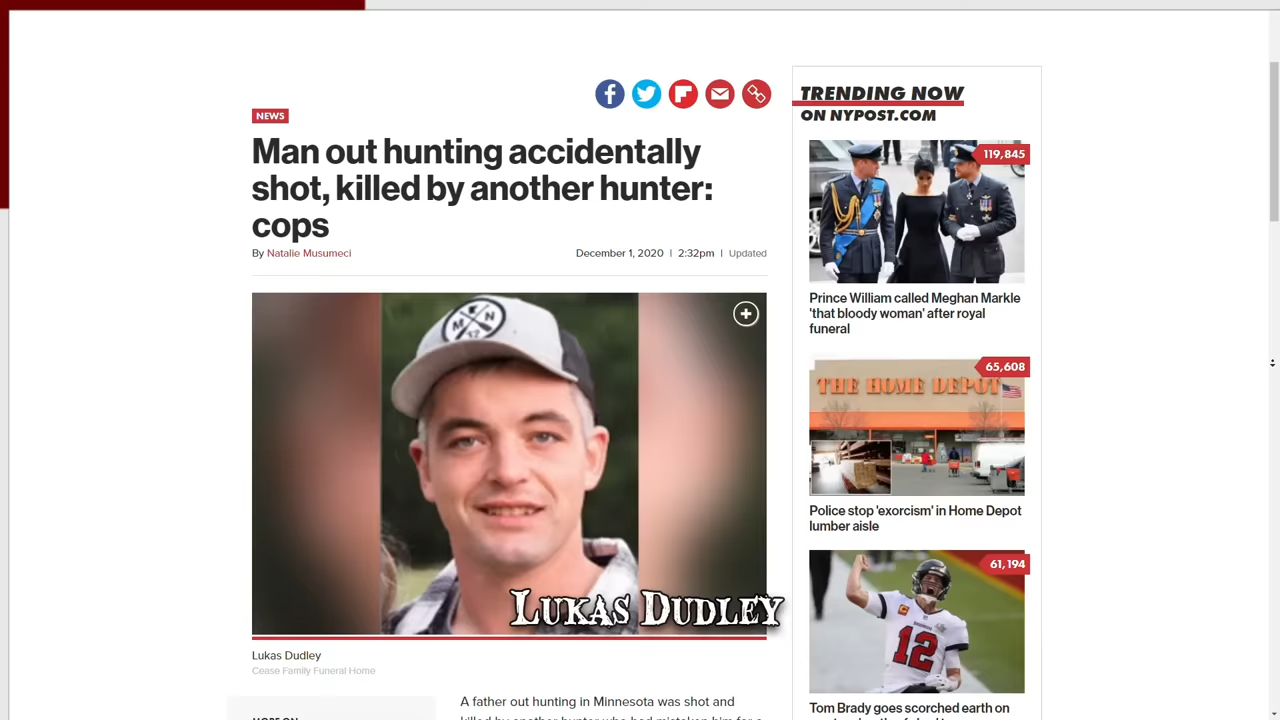 TRENDING NOW
ON NYPOST.COM
NEWS
Man out hunting accidentally
shot, killed by another hunter:
cops
By Natalie Musumeci
December 1, 2020 | 2:32pm | Updated
119,845
Prince William called Meghan Markle
'that bloody woman' after royal
funeral
MEN
LUKAS DUDLEY
Lukas Dudley
Cease Family Funeral Home
A father out hunting in Minnesota was shot and
65,608
THE HOME DEPOT
Police stop 'exorcism' in Home Depot
lumber aisle
61,194
12
Tom Brady goes scorched earth on